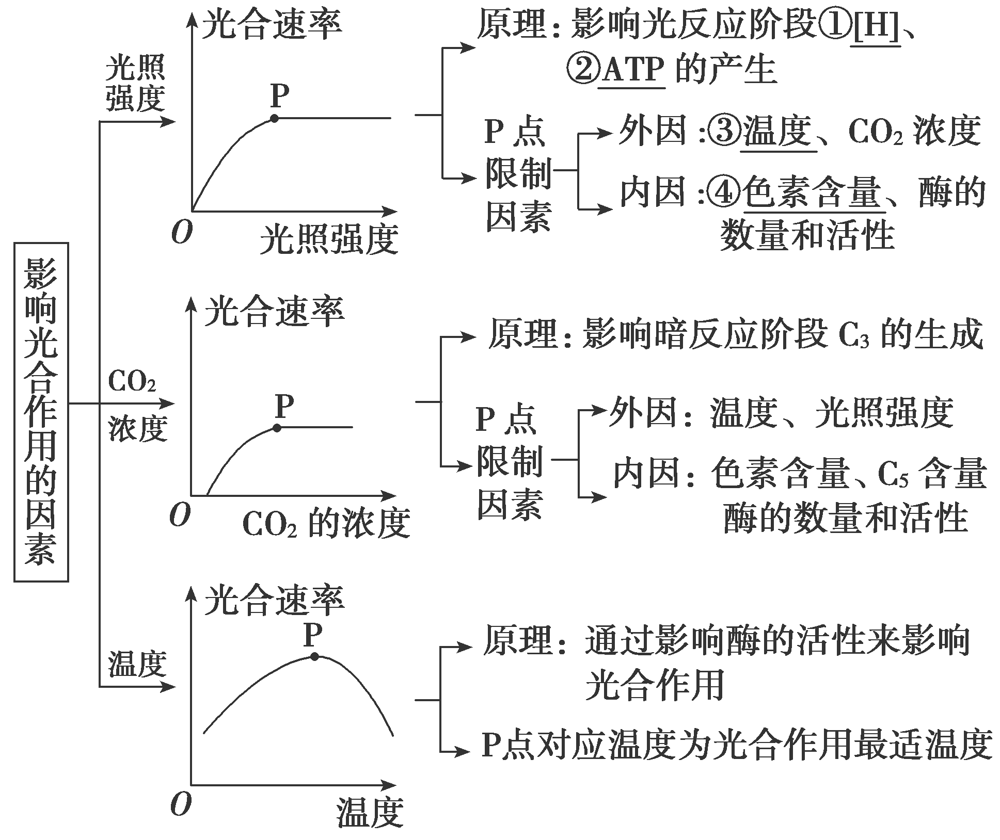 影响光合作用的因素
光照
强度
光合速率
P
O
光照强度
原理：影响光反应阶段①[H]、
②ATP 的产生
P 点
限制
因素
外因：③温度、CO₂ 浓度
内因：④色素含量、酶的
数量和活性
CO₂
浓度
光合速率
P
O
CO₂ 的浓度
原理：影响暗反应阶段 C₃ 的生成
P 点
限制
因素
外因：温度、光照强度
内因：色素含量、C₅ 含量
酶的数量和活性
温度
光合速率
P
O
温度
原理：通过影响酶的活性来影响
光合作用
P点对应温度为光合作用最适温度